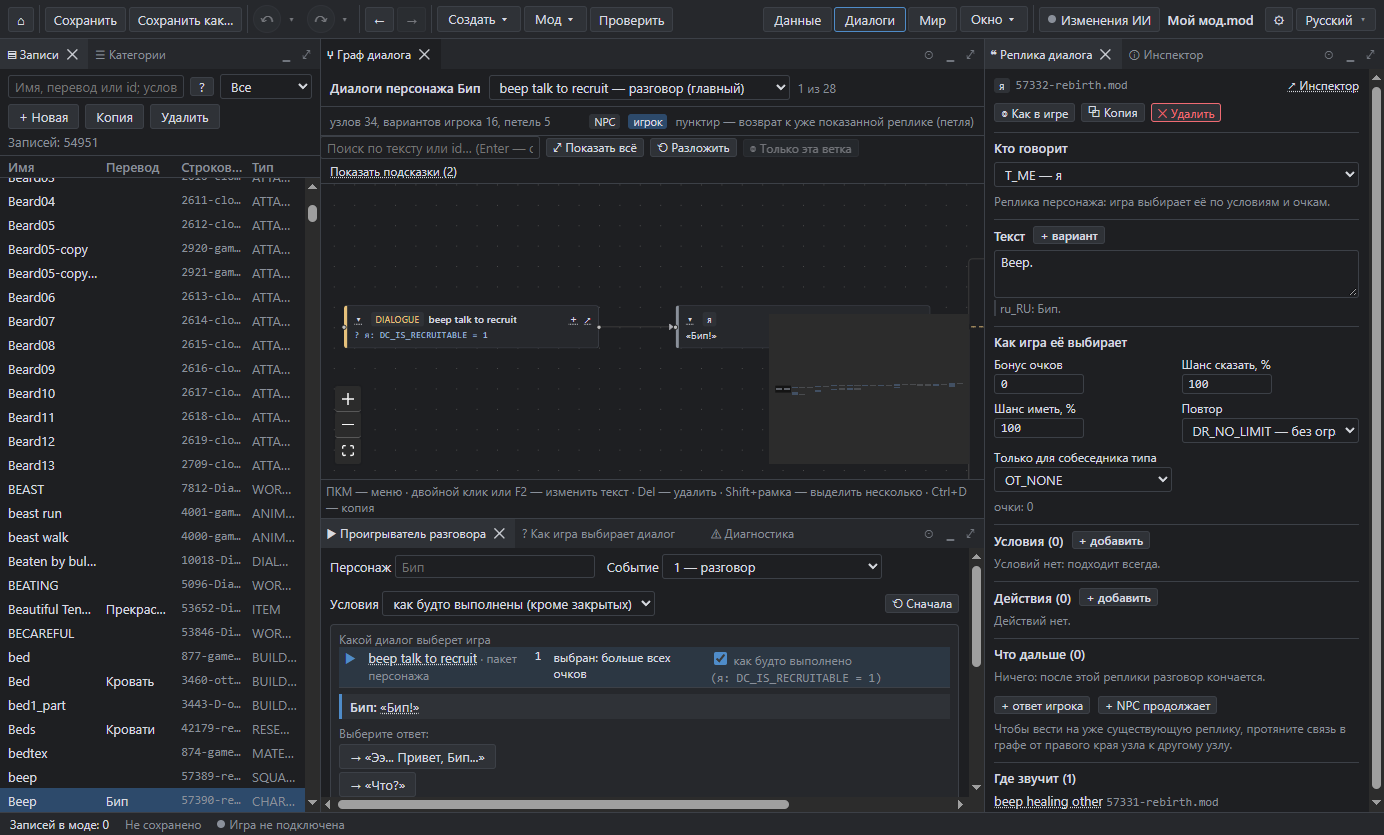 Сохранить Сохранить как... Создать Мод Проверить Данные Диалоги Мир Окно Изменения ИИ Мой мод.mod Русский
Записи Категории
Имя, перевод или id; услов ? Все
+ Новая Копия Удалить
Записей: 54951
Имя Перевод Строков... Тип
Beard04 2611-clo... ATTA...
Beard05 2612-clo... ATTA...
Beard05-copy 2920-gam... ATTA...
Beard05-copy... 2921-gam... ATTA...
Beard06 2613-clo... ATTA...
Beard07 2614-clo... ATTA...
Beard08 2615-clo... ATTA...
Beard09 2616-clo... ATTA...
Beard10 2617-clo... ATTA...
Beard11 2618-clo... ATTA...
Beard12 2619-clo... ATTA...
Beard13 2709-clo... ATTA...
BEAST 7812-Dia... WOR...
beast run 4001-gam... ANIM...
beast walk 4000-gam... ANIM...
Beaten by bul... 10018-Di... DIAL...
BEATING 5096-Dia... WOR...
Beautiful Ten... Прекрас... 53652-Di... ITEM
BECAREFUL 53846-Di... WOR...
bed 877-game... BUILD...
Bed Кровать 3460-ott... BUILD...
bed1_part 3443-D-o... BUILD...
Beds Кровати 42179-re... RESE...
bedtex 874-game... MATE...
beep 57389-re... SQUA...
Beep Бип 57390-re... CHAR...
Граф диалога
Диалоги персонажа Бип beep talk to recruit — разговор (главный) 1 из 28
узлов 34, вариантов игрока 16, петель 5 NPC игрок пунктир — возврат к уже показанной реплике (петля)
Поиск по тексту или id... (Enter — с Показать всё Разложить Только эта ветка
Показать подсказки (2)
DIALOGUE beep talk to recruit
? я: DC_IS_RECRUITABLE = 1
я
«Бип!»
ПКМ — меню · двойной клик или F2 — изменить текст · Del — удалить · Shift+рамка — выделить несколько · Ctrl+D
— копия
Проигрыватель разговора ? Как игра выбирает диалог Диагностика
Персонаж Бип Событие 1 — разговор
Условия как будто выполнены (кроме закрытых) Сначала
Какой диалог выберет игра
beep talk to recruit · пакет 1 выбран: больше всех как будто выполнено
персонажа очков (я: DC_IS_RECRUITABLE = 1)
Бип: «Бип!»
Выберите ответ:
→ «Ээ... Привет, Бип...»
→ «Что?»
Реплика диалога Инспектор
я 57332-rebirth.mod Инспектор
Как в игре Копия Удалить
Кто говорит
T_ME — я
Реплика персонажа: игра выбирает её по условиям и очкам.
Текст + вариант
Beep.
ru_RU: Бип.
Как игра её выбирает
Бонус очков Шанс сказать, %
0 100
Шанс иметь, % Повтор
100 DR_NO_LIMIT — без огр
Только для собеседника типа
OT_NONE
очки: 0
Условия (0) + добавить
Условий нет: подходит всегда.
Действия (0) + добавить
Действий нет.
Что дальше (0)
Ничего: после этой реплики разговор кончается.
+ ответ игрока + NPC продолжает
Чтобы вести на уже существующую реплику, протяните связь в
графе от правого края узла к другому узлу.
Где звучит (1)
beep healing other 57331-rebirth.mod
Записей в моде: 0 Не сохранено Игра не подключена